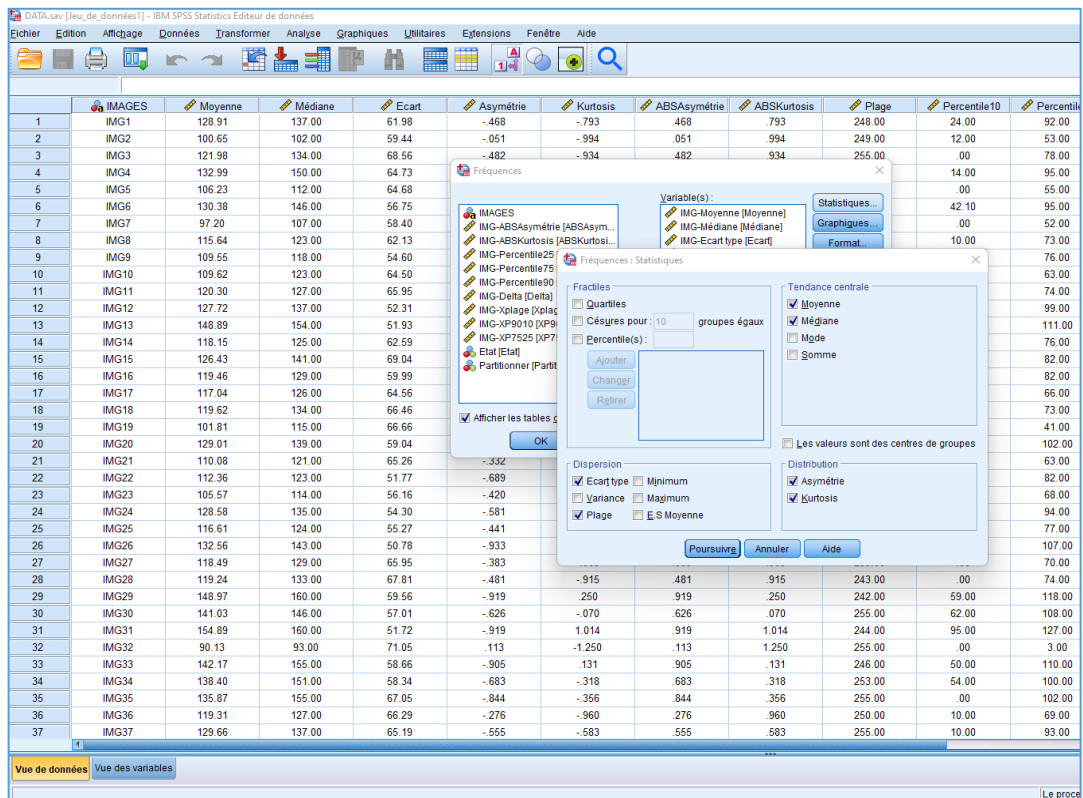 DATA.sav [Jeu_de_données1] - IBM SPSS Statistics Editeur de données
Fichier Edition Affichage Données Transformer Analyse Graphiques Utilitaires Extensions Fenêtre Aide
IMAGES Moyenne Médiane Ecart Asymétrie Kurtosis ABSAsymétrie ABSKurtosis Plage Percentile10 Percentile
1 IMG1 128.91 137.00 61.98 -.468 -.793 .468 .793 248.00 24.00 92.00
2 IMG2 100.65 102.00 59.44 -.051 -.994 .051 .994 249.00 12.00 53.00
3 IMG3 121.98 134.00 68.56 -.482 -.934 .482 .934 255.00 .00 78.00
4 IMG4 132.99 150.00 64.73 14.00 95.00
5 IMG5 106.23 112.00 64.68 .00 55.00
6 IMG6 130.38 146.00 56.75 42.10 95.00
7 IMG7 97.20 107.00 58.40 .00 52.00
8 IMG8 115.64 123.00 62.13 10.00 73.00
9 IMG9 109.55 118.00 54.60 76.00
10 IMG10 109.62 123.00 64.50 63.00
11 IMG11 120.30 127.00 65.95 74.00
12 IMG12 127.72 137.00 52.31 99.00
13 IMG13 148.89 154.00 51.93 111.00
14 IMG14 118.15 125.00 62.59 76.00
15 IMG15 126.43 141.00 69.04 82.00
16 IMG16 119.46 129.00 59.99 82.00
17 IMG17 117.04 126.00 64.56 66.00
18 IMG18 119.62 134.00 66.46 73.00
19 IMG19 101.81 115.00 66.66 41.00
20 IMG20 129.01 139.00 59.04 102.00
21 IMG21 110.08 121.00 65.26 -.332 63.00
22 IMG22 112.36 123.00 51.77 -.689 82.00
23 IMG23 105.57 114.00 56.16 -.420 68.00
24 IMG24 128.58 135.00 54.30 -.581 94.00
25 IMG25 116.61 124.00 55.27 -.441 77.00
26 IMG26 132.56 143.00 50.78 -.933 107.00
27 IMG27 118.49 129.00 65.95 -.383 70.00
28 IMG28 119.24 133.00 67.81 -.481 -.915 .481 .915 243.00 .00 74.00
29 IMG29 148.97 160.00 59.56 -.919 .250 .919 .250 242.00 59.00 118.00
30 IMG30 141.03 146.00 57.01 -.626 -.070 .626 .070 255.00 62.00 108.00
31 IMG31 154.89 160.00 51.72 -.919 1.014 .919 1.014 244.00 95.00 127.00
32 IMG32 90.13 93.00 71.05 .113 -1.250 .113 1.250 255.00 .00 3.00
33 IMG33 142.17 155.00 58.66 -.905 .131 .905 .131 246.00 50.00 110.00
34 IMG34 138.40 151.00 58.34 -.683 -.318 .683 .318 253.00 54.00 100.00
35 IMG35 135.87 155.00 67.05 -.844 -.356 .844 .356 255.00 .00 102.00
36 IMG36 119.31 127.00 66.29 -.276 -.960 .276 .960 250.00 10.00 69.00
37 IMG37 129.66 137.00 65.19 -.555 -.583 .555 .583 255.00 10.00 93.00
Fréquences
Variable(s) :
IMAGES
IMG-ABSAsymétrie [ABSAsym...
IMG-ABSKurtosis [ABSKurtosi...
IMG-Percentile25
IMG-Percentile75
IMG-Percentile90
IMG-Delta [Delta]
IMG-Xplage [Xplag
IMG-XP9010 [XP9
IMG-XP7525 [XP7
Etat [Etat]
Partitionner [Partit
IMG-Moyenne [Moyenne]
IMG-Médiane [Médiane]
IMG-Ecart type [Ecart]
Statistiques...
Graphiques...
Format...
Afficher les tables
OK
Fréquences : Statistiques
Fractiles
Quartiles
Césures pour : 10 groupes égaux
Percentile(s) :
Ajouter
Changer
Retirer
Tendance centrale
Moyenne
Médiane
Mode
Somme
Les valeurs sont des centres de groupes
Dispersion
Ecart type Minimum
Variance Maximum
Plage E.S Moyenne
Distribution
Asymétrie
Kurtosis
Poursuivre Annuler Aide
Vue de données Vue des variables
Le proce